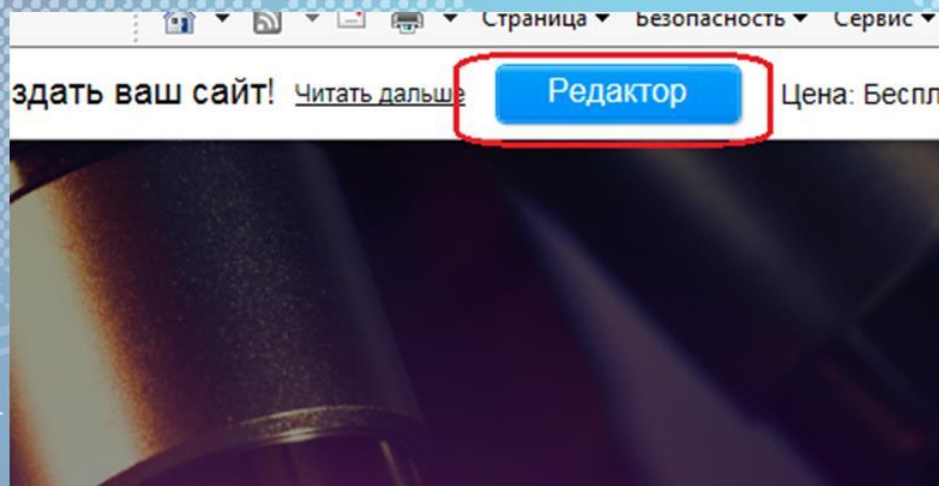 Страница Безопасность Сервис
здать ваш сайт! Читать дальше Редактор Цена: Беспл